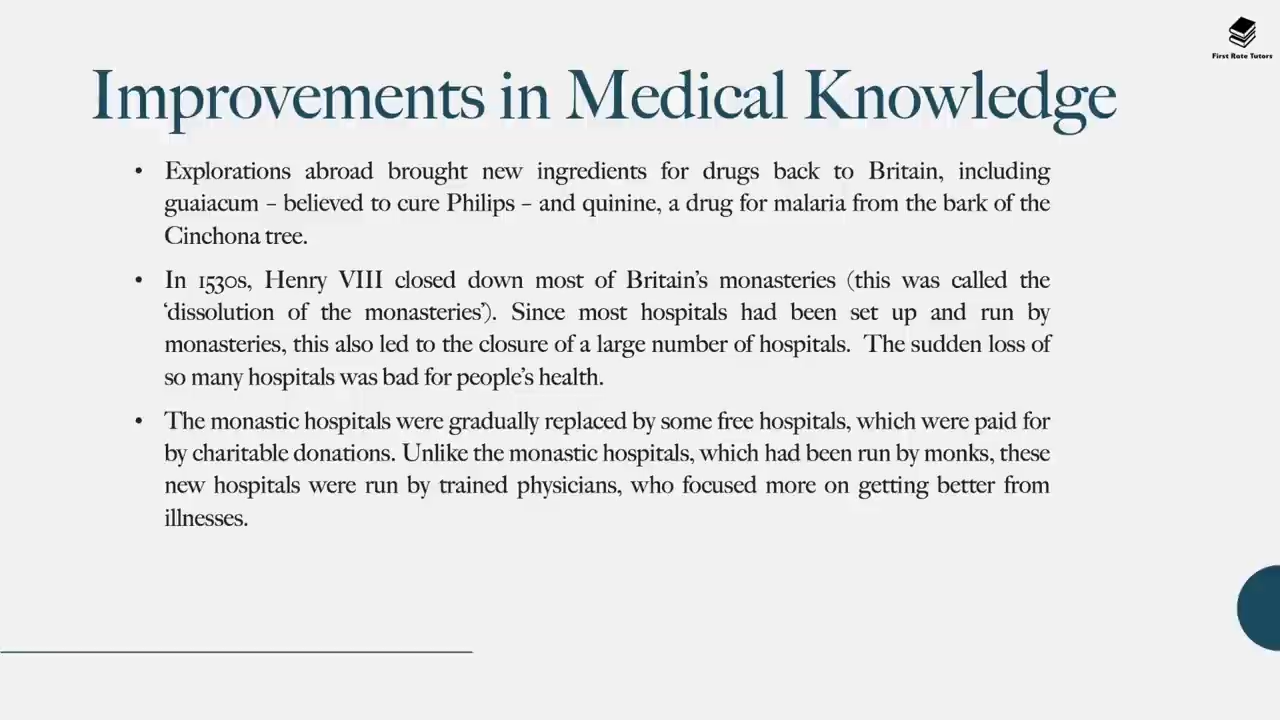 First Rate Tutors
Improvements in Medical Knowledge
• Explorations abroad brought new ingredients for drugs back to Britain, including
guaiacum – believed to cure Philips – and quinine, a drug for malaria from the bark of the
Cinchona tree.
• In 1530s, Henry VIII closed down most of Britain's monasteries (this was called the
'dissolution of the monasteries'). Since most hospitals had been set up and run by
monasteries, this also led to the closure of a large number of hospitals. The sudden loss of
so many hospitals was bad for people's health.
• The monastic hospitals were gradually replaced by some free hospitals, which were paid for
by charitable donations. Unlike the monastic hospitals, which had been run by monks, these
new hospitals were run by trained physicians, who focused more on getting better from
illnesses.